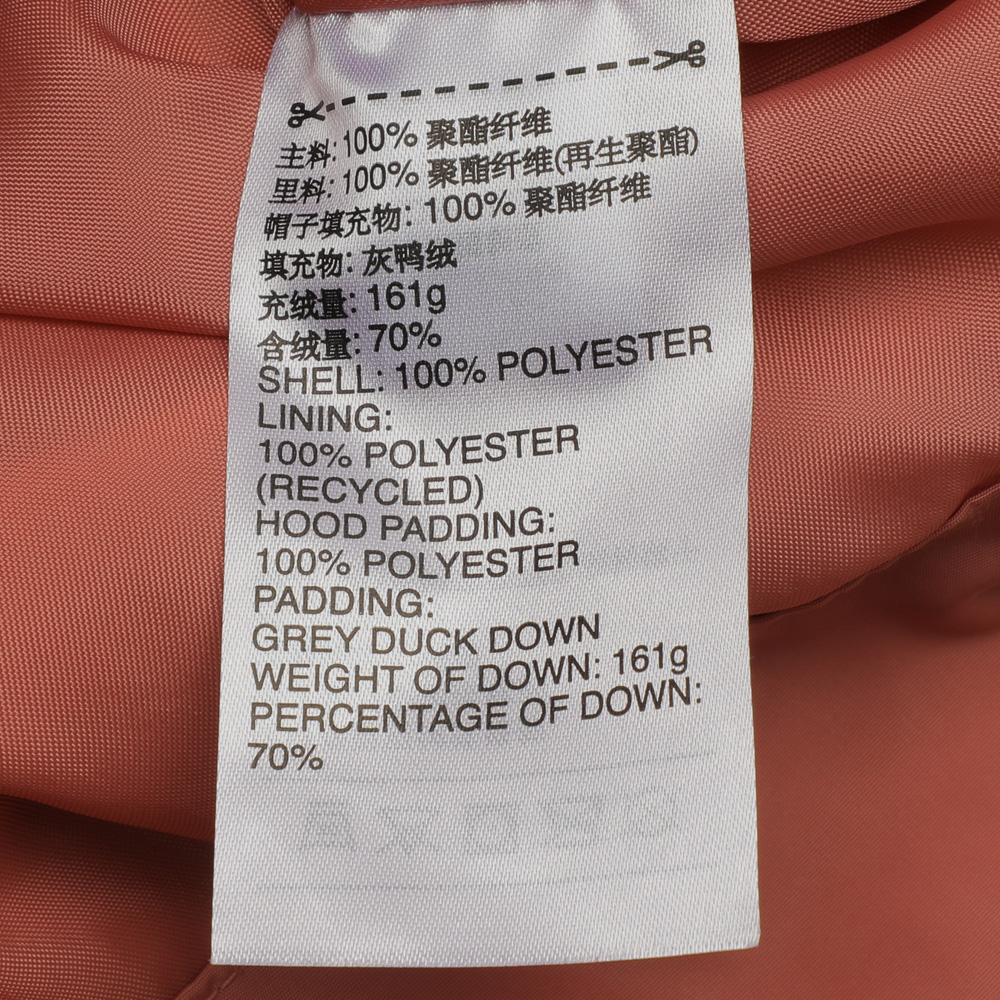 主料: 100% 聚酯纤维
里料: 100% 聚酯纤维(再生聚酯)
帽子填充物: 100% 聚酯纤维
填充物: 灰鸭绒
充绒量: 161g
含绒量: 70%
SHELL: 100% POLYESTER
LINING:
100% POLYESTER
(RECYCLED)
HOOD PADDING:
100% POLYESTER
PADDING:
GREY DUCK DOWN
WEIGHT OF DOWN: 161g
PERCENTAGE OF DOWN:
70%